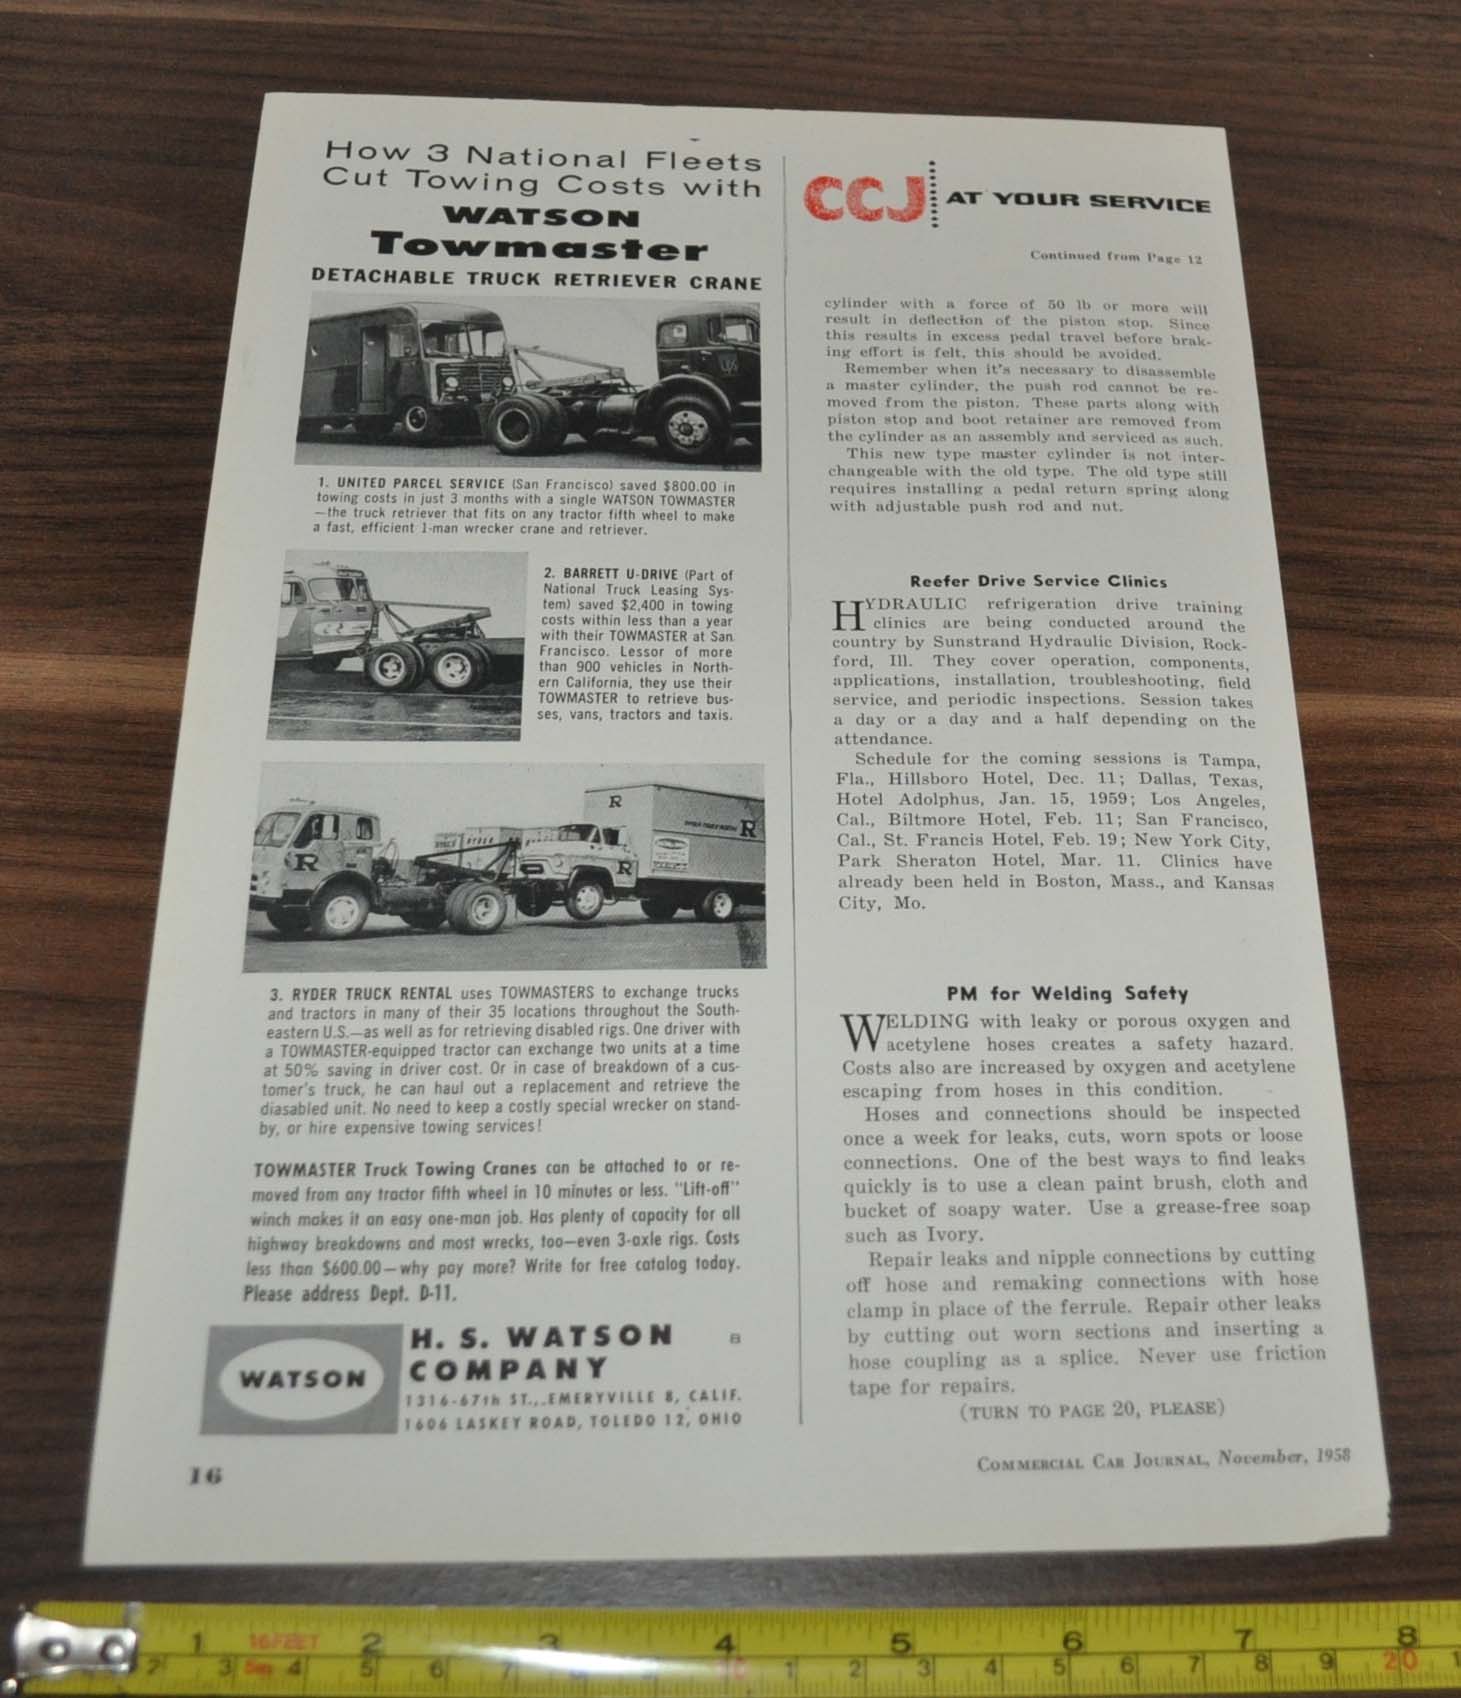 How 3 National Fleets
Cut Towing Costs with
WATSON
Towmaster
DETACHABLE TRUCK RETRIEVER CRANE
1. UNITED PARCEL SERVICE (San Francisco) saved $800.00 in
towing costs in just 3 months with a single WATSON TOWMASTER
—the truck retriever that fits on any tractor fifth wheel to make
a fast, efficient 1-man wrecker crane and retriever.
2. BARRETT U-DRIVE (Part of
National Truck Leasing Sys-
tem) saved $2,400 in towing
costs within less than a year
with their TOWMASTER at San
Francisco. Lessor of more
than 900 vehicles in North-
ern California, they use their
TOWMASTER to retrieve bus-
ses, vans, tractors and taxis.
R
R
R
R
RYDER
3. RYDER TRUCK RENTAL uses TOWMASTERS to exchange trucks
and tractors in many of their 35 locations throughout the South-
eastern U.S.—as well as for retrieving disabled rigs. One driver with
a TOWMASTER-equipped tractor can exchange two units at a time
at 50% saving in driver cost. Or in case of breakdown of a cus-
tomer's truck, he can haul out a replacement and retrieve the
diasabled unit. No need to keep a costly special wrecker on stand-
by, or hire expensive towing services!
TOWMASTER Truck Towing Cranes can be attached to or re-
moved from any tractor fifth wheel in 10 minutes or less. "Lift-off"
winch makes it an easy one-man job. Has plenty of capacity for all
highway breakdowns and most wrecks, too—even 3-axle rigs. Costs
less than $600.00—why pay more? Write for free catalog today.
Please address Dept. D-11.
WATSON
H. S. WATSON
COMPANY
1316-67th ST., EMERYVILLE 8, CALIF.
1606 LASKEY ROAD, TOLEDO 12, OHIO
16
CCJ AT YOUR SERVICE
Continued from Page 12
cylinder with a force of 50 lb or more will
result in deflection of the piston stop. Since
this results in excess pedal travel before brak-
ing effort is felt, this should be avoided.
Remember when it's necessary to disassemble
a master cylinder, the push rod cannot be re-
moved from the piston. These parts along with
piston stop and boot retainer are removed from
the cylinder as an assembly and serviced as such.
This new type master cylinder is not inter-
changeable with the old type. The old type still
requires installing a pedal return spring along
with adjustable push rod and nut.
Reefer Drive Service Clinics
HYDRAULIC refrigeration drive training
clinics are being conducted around the
country by Sunstrand Hydraulic Division, Rock-
ford, Ill. They cover operation, components,
applications, installation, troubleshooting, field
service, and periodic inspections. Session takes
a day or a day and a half depending on the
attendance.
Schedule for the coming sessions is Tampa,
Fla., Hillsboro Hotel, Dec. 11; Dallas, Texas,
Hotel Adolphus, Jan. 15, 1959; Los Angeles,
Cal., Biltmore Hotel, Feb. 11; San Francisco,
Cal., St. Francis Hotel, Feb. 19; New York City,
Park Sheraton Hotel, Mar. 11. Clinics have
already been held in Boston, Mass., and Kansas
City, Mo.
PM for Welding Safety
WELDING with leaky or porous oxygen and
acetylene hoses creates a safety hazard.
Costs also are increased by oxygen and acetylene
escaping from hoses in this condition.
Hoses and connections should be inspected
once a week for leaks, cuts, worn spots or loose
connections. One of the best ways to find leaks
quickly is to use a clean paint brush, cloth and
bucket of soapy water. Use a grease-free soap
such as Ivory.
Repair leaks and nipple connections by cutting
off hose and remaking connections with hose
clamp in place of the ferrule. Repair other leaks
by cutting out worn sections and inserting a
hose coupling as a splice. Never use friction
tape for repairs.
(TURN TO PAGE 20, PLEASE)
COMMERCIAL CAR JOURNAL, November, 1958
1 16FEET 2 3 4 5 6 7 8
2 3 5m 4 5 6 7 10 1 2 3 4 5 6 7 8 9 20